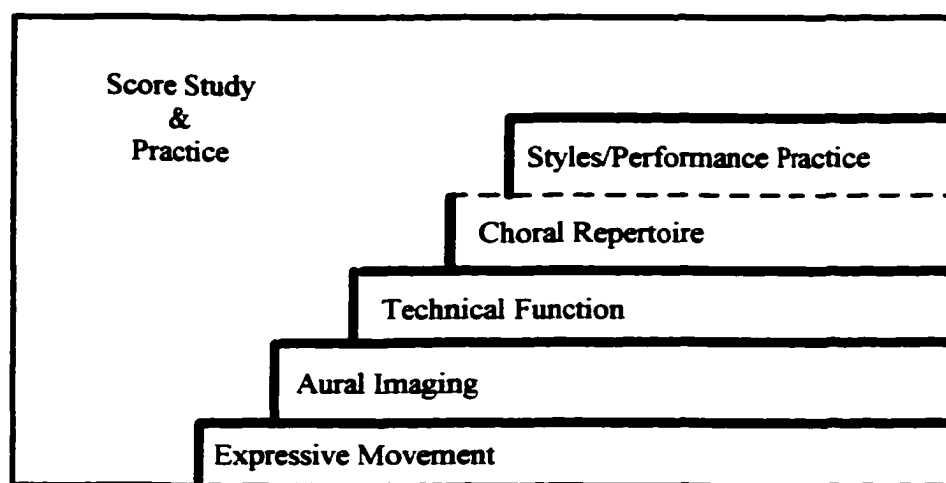 Score Study
&
Practice
Styles/Performance Practice
Choral Repertoire
Technical Function
Aural Imaging
Expressive Movement